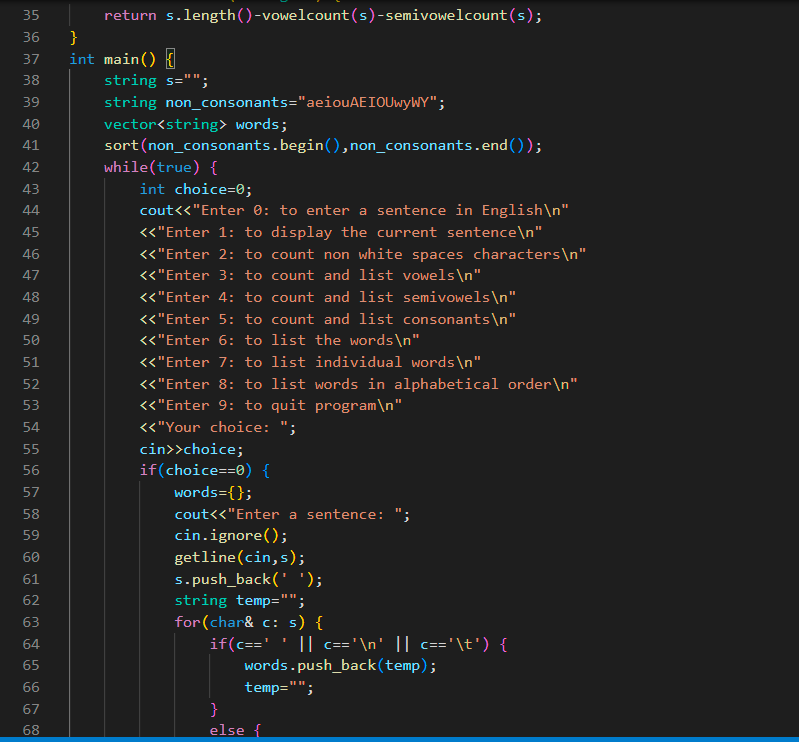 35 return s.length()-vowelcount(s)-semivowelcount(s);
36 }
37 int main() {
38 string s="";
39 string non_consonants="aeiouAEIOUwyWY";
40 vector<string> words;
41 sort(non_consonants.begin(),non_consonants.end());
42 while(true) {
43 int choice=0;
44 cout<<"Enter 0: to enter a sentence in English\n"
45 <<"Enter 1: to display the current sentence\n"
46 <<"Enter 2: to count non white spaces characters\n"
47 <<"Enter 3: to count and list vowels\n"
48 <<"Enter 4: to count and list semivowels\n"
49 <<"Enter 5: to count and list consonants\n"
50 <<"Enter 6: to list the words\n"
51 <<"Enter 7: to list individual words\n"
52 <<"Enter 8: to list words in alphabetical order\n"
53 <<"Enter 9: to quit program\n"
54 <<"Your choice: ";
55 cin>>choice;
56 if(choice==0) {
57 words={};
58 cout<<"Enter a sentence: ";
59 cin.ignore();
60 getline(cin,s);
61 s.push_back(' ');
62 string temp="";
63 for(char& c: s) {
64 if(c==' ' || c=='\n' || c=='\t') {
65 words.push_back(temp);
66 temp="";
67 }
68 else {